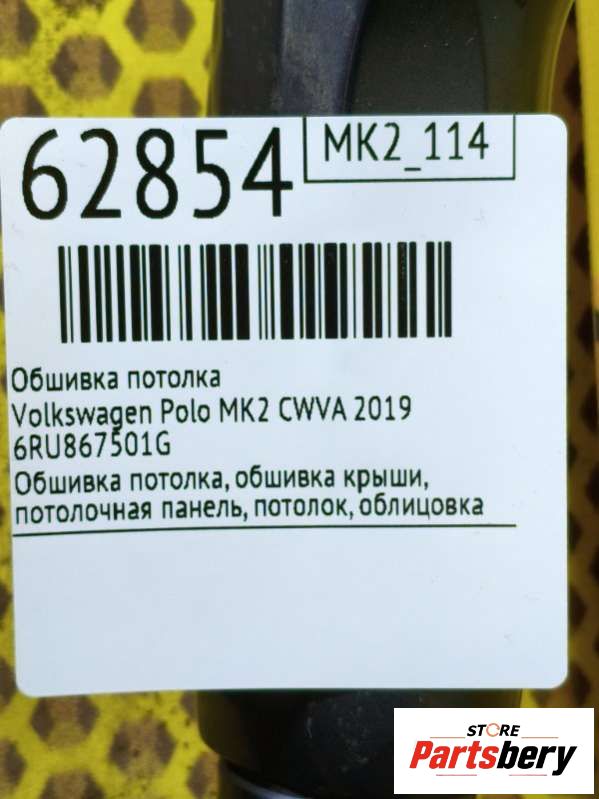 62854
MK2_114
Обшивка потолка
Volkswagen Polo MK2 CWVA 2019
6RU867501G
Обшивка потолка, обшивка крыши,
потолочная панель, потолок, облицовка
STORE
Partsbery